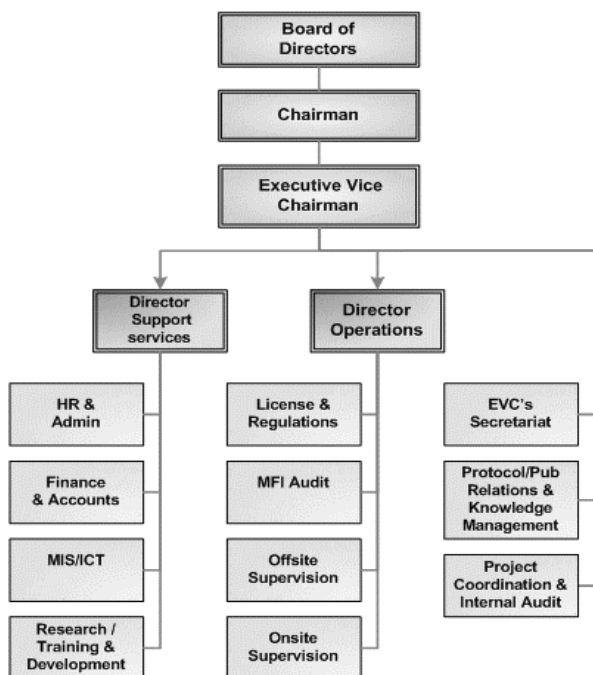 Board of
Directors
Chairman
Executive Vice
Chairman
Director
Support
services
Director
Operations
HR &
Admin
Finance
& Accounts
MIS/ICT
Research /
Training &
Development
License &
Regulations
MFI Audit
Offsite
Supervision
Onsite
Supervision
EVC's
Secretariat
Protocol/Pub
Relations &
Knowledge
Management
Project
Coordination &
Internal Audit